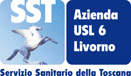 SST
Azienda
USL 6
Livorno
Servizio Sanitario della Toscana